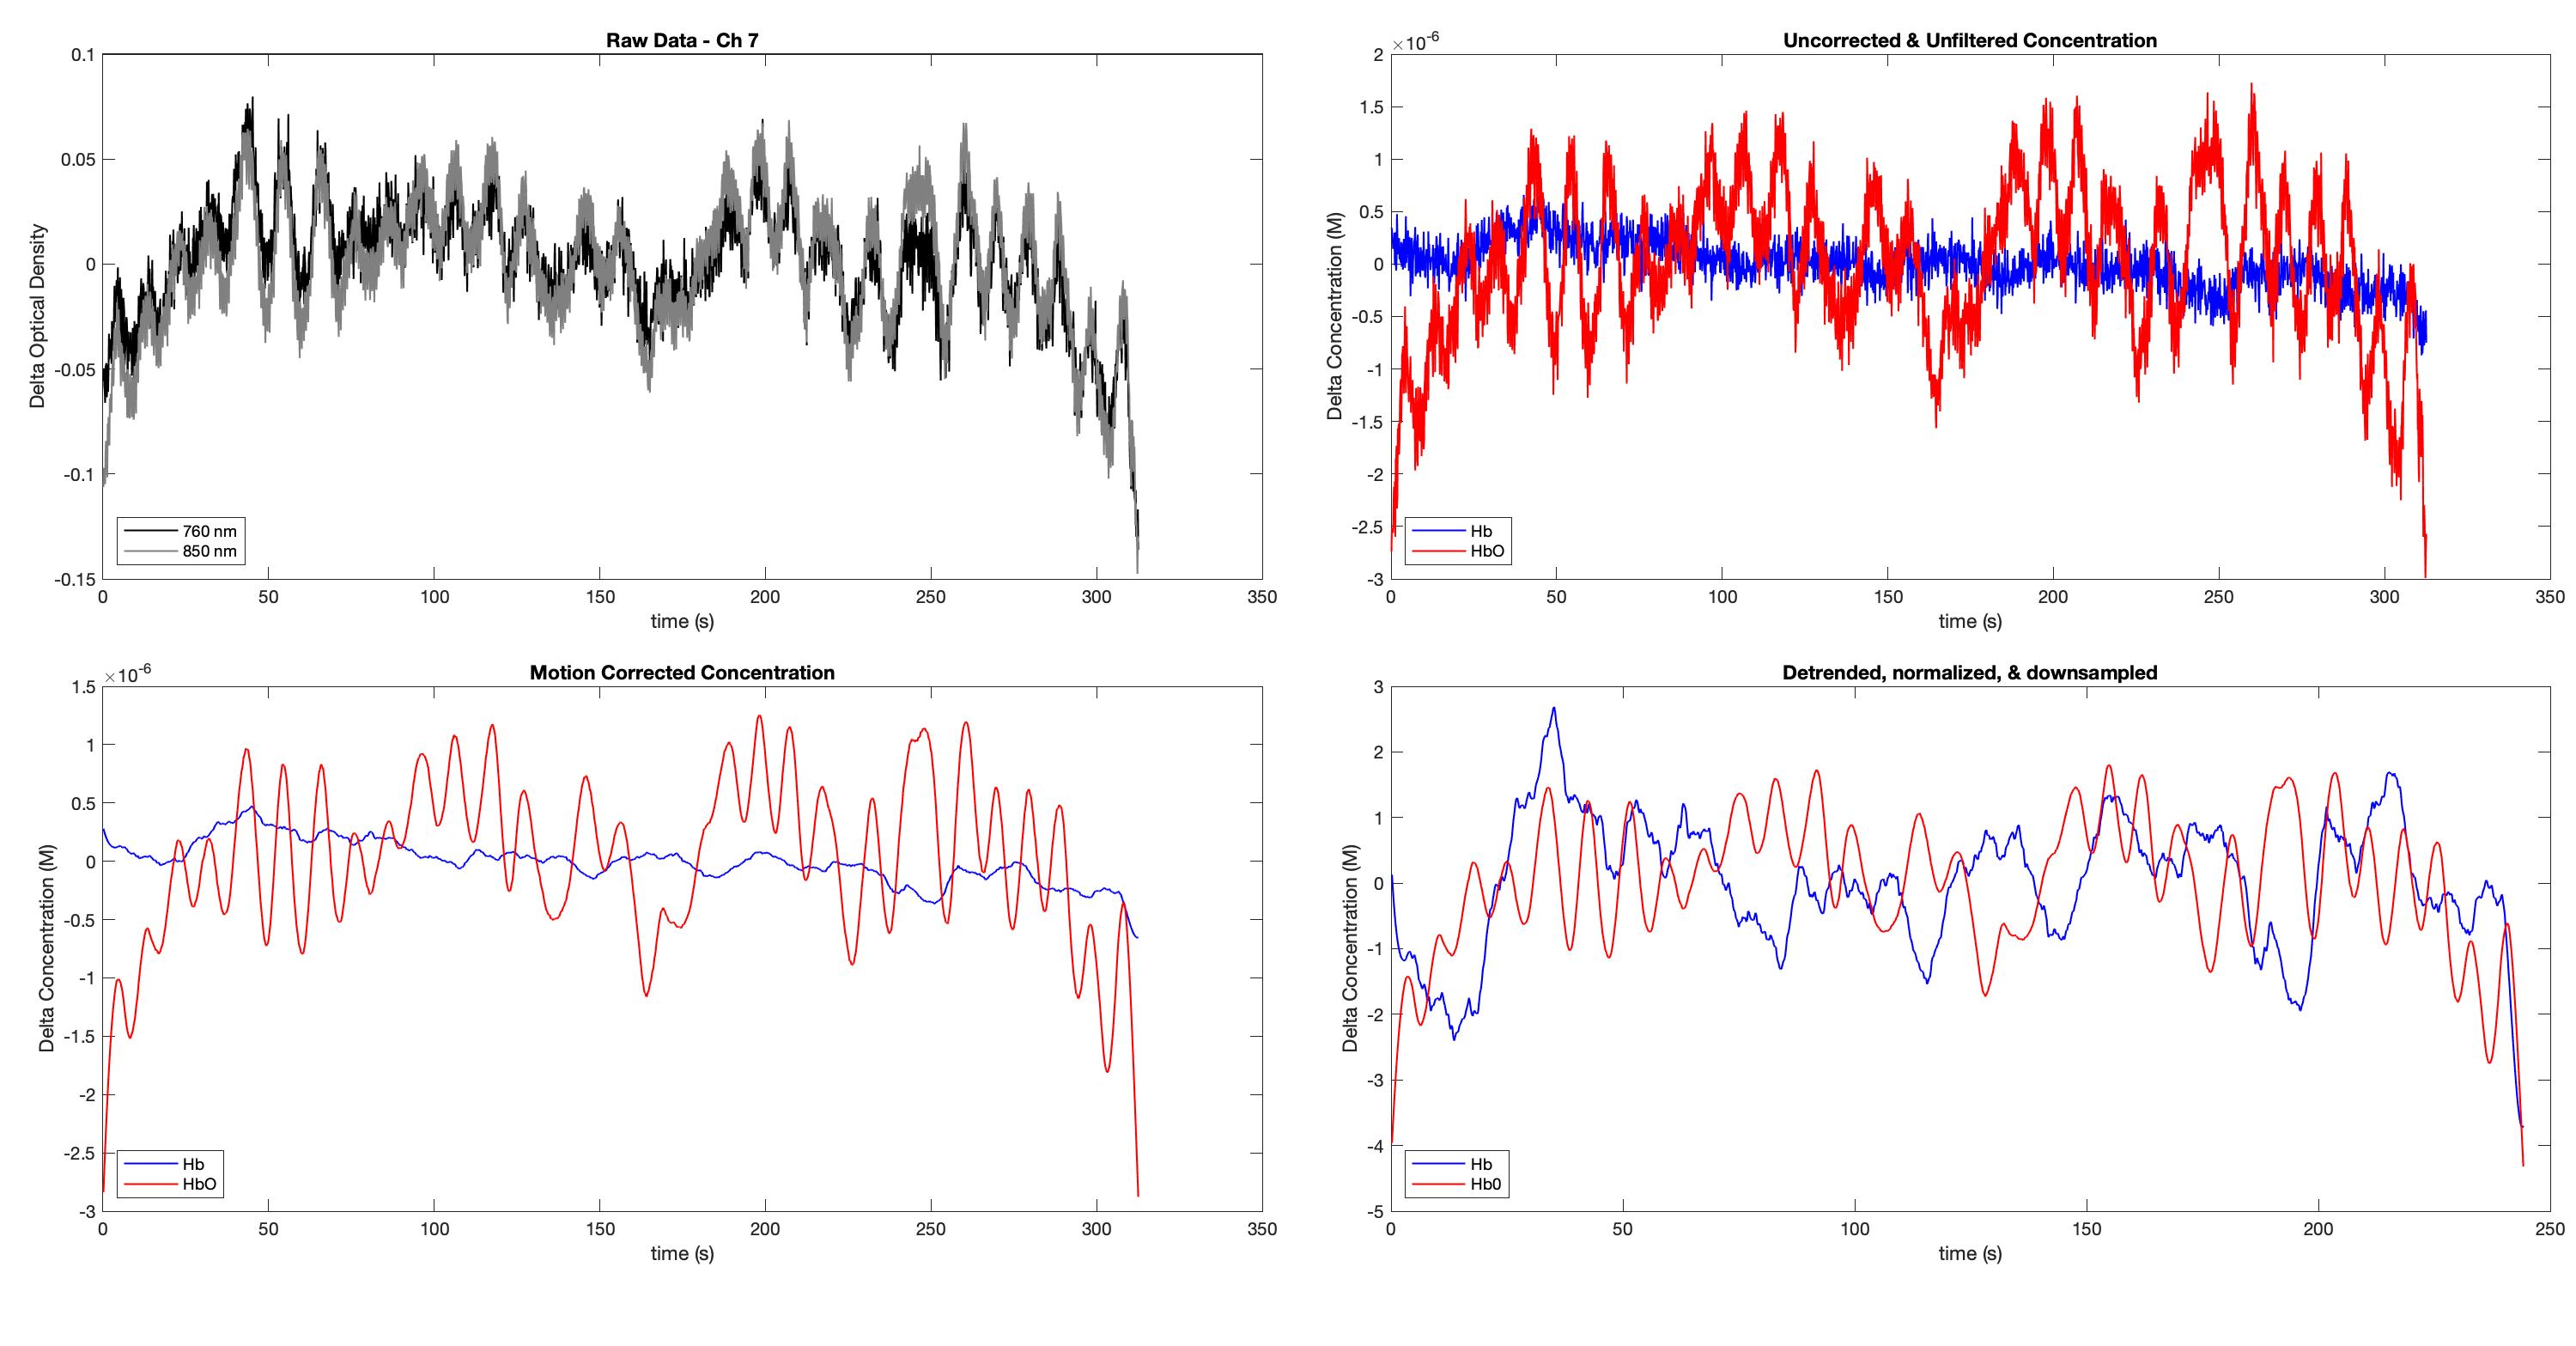 Raw Data - Ch 7
0.1
0.05
0
-0.05
-0.1
-0.15
Delta Optical Density
760 nm
850 nm
0 50 100 150 200 250 300 350
time (s)
Uncorrected & Unfiltered Concentration
×10-6
2
1.5
1
0.5
0
-0.5
-1
-1.5
-2
-2.5
-3
Delta Concentration (M)
Hb
HbO
0 50 100 150 200 250 300 350
time (s)
Motion Corrected Concentration
×10-6
1.5
1
0.5
0
-0.5
-1
-1.5
-2
-2.5
-3
Delta Concentration (M)
Hb
HbO
0 50 100 150 200 250 300 350
time (s)
Detrended, normalized, & downsampled
3
2
1
0
-1
-2
-3
-4
-5
Delta Concentration (M)
Hb
Hb0
0 50 100 150 200 250
time (s)